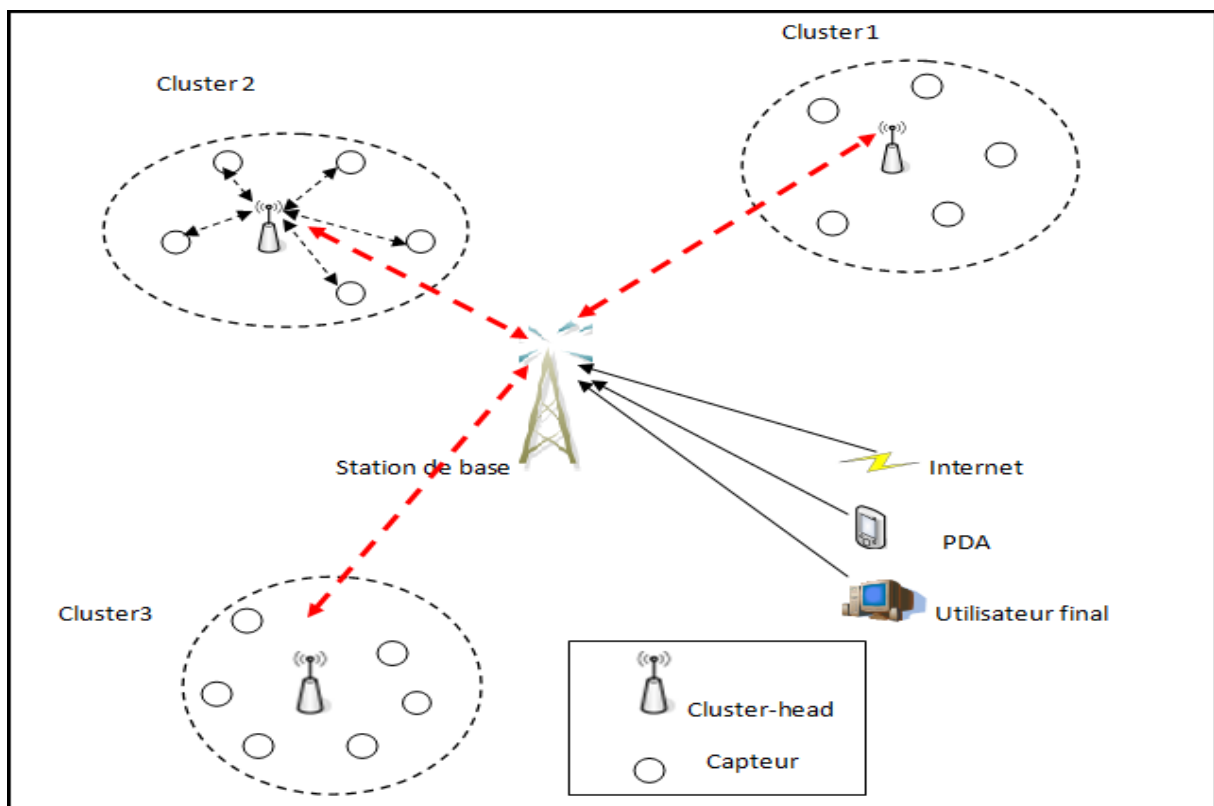 Cluster 1
Cluster 2
Station de base
Internet
PDA
Cluster3
Utilisateur final
Cluster-head
Capteur